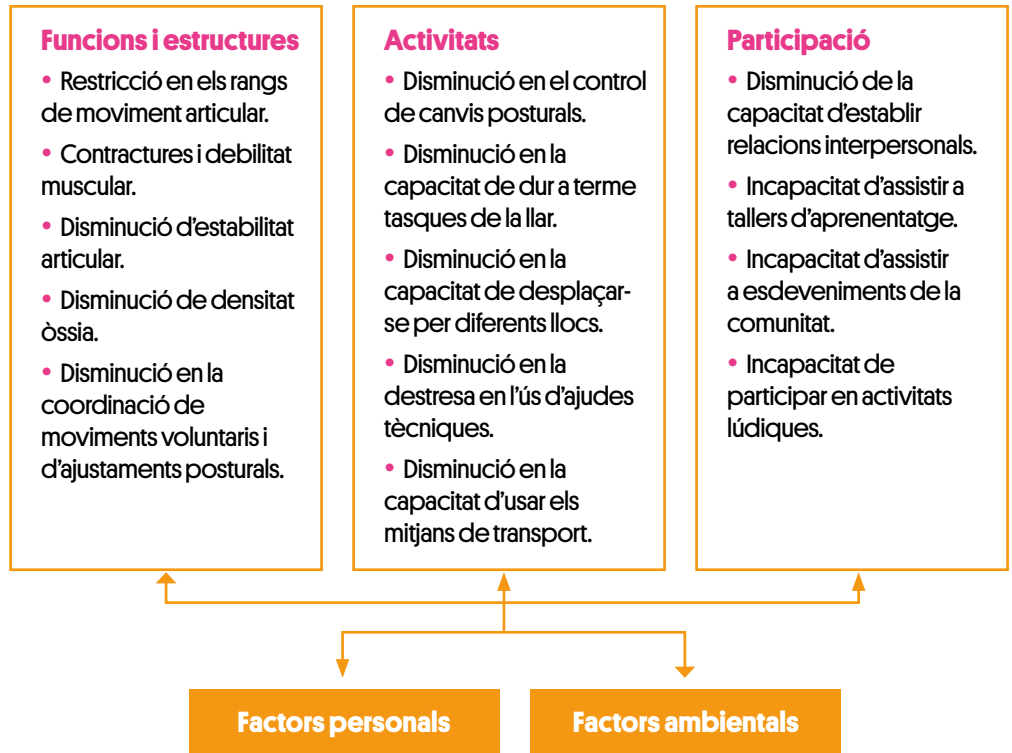 Funcions i estructures
• Restricció en els rangs
de moviment articular.
• Contractures i debilitat
muscular.
• Disminució d'estabilitat
articular.
• Disminució de densitat
òssia.
• Disminució en la
coordinació de
moviments voluntaris i
d'ajustaments posturals.
Activitats
• Disminució en el control
de canvis posturals.
• Disminució en la
capacitat de dur a terme
tasques de la llar.
• Disminució en la
capacitat de desplaçar-
se per diferents llocs.
• Disminució en la
destresa en l'ús d'ajudes
tècniques.
• Disminució en la
capacitat d'usar els
mitjans de transport.
Participació
• Disminució de la
capacitat d'establir
relacions interpersonals.
• Incapacitat d'assistir a
tallers d'aprenentatge.
• Incapacitat d'assistir
a esdeveniments de la
comunitat.
• Incapacitat de
participar en activitats
lúdiques.
Factors personals
Factors ambientals